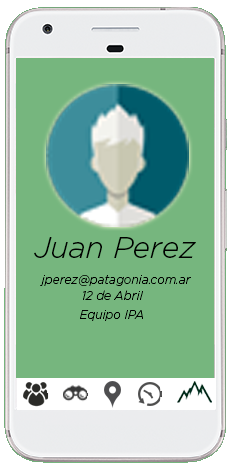 Juan Perez
jperez@patagonia.com.ar
12 de Abril
Equipo IPA